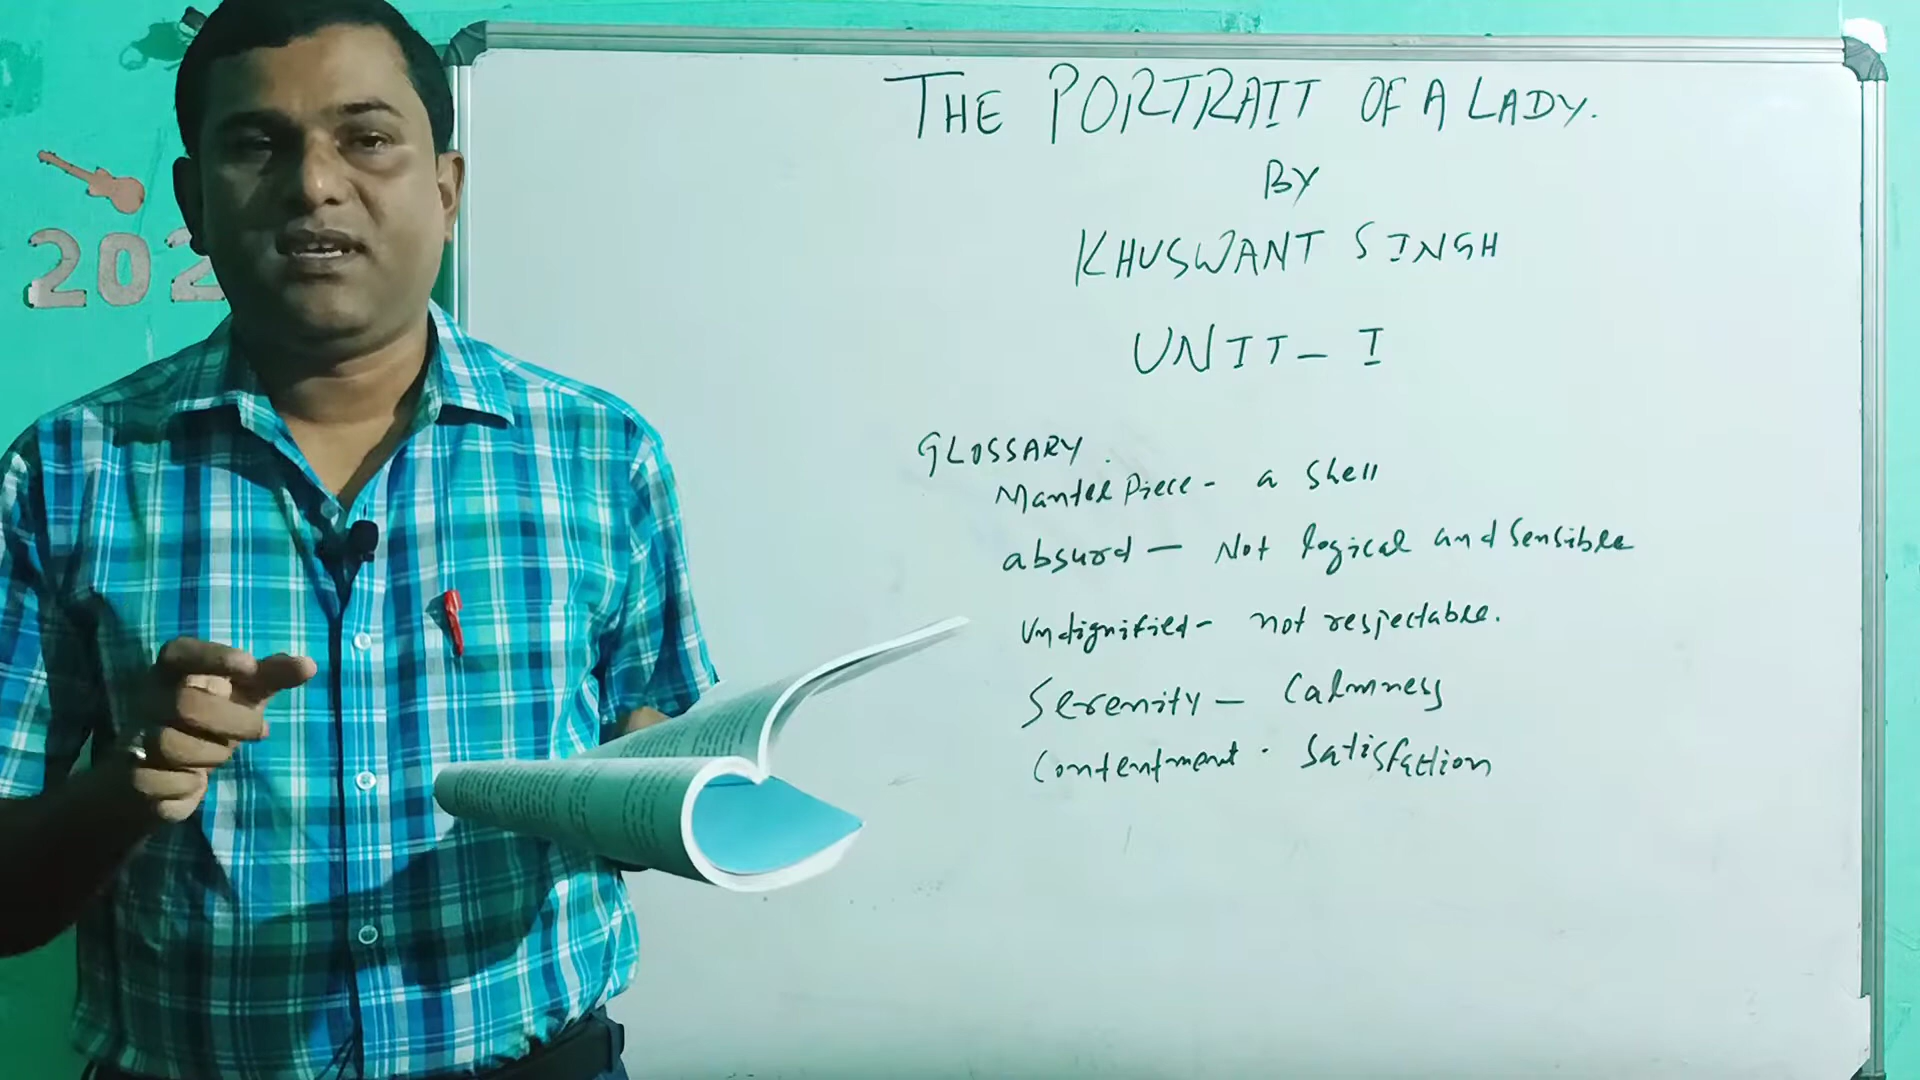 202
THE PORTRAIT OF A LADY.
BY
KHUSWANT SINGH
UNIT - I
GLOSSARY.
Mantel Piece - a Shell
absurd - Not logical and Sensible
Undignified - not respectable.
Serenity - Calmness
Contentment - Satisfaction